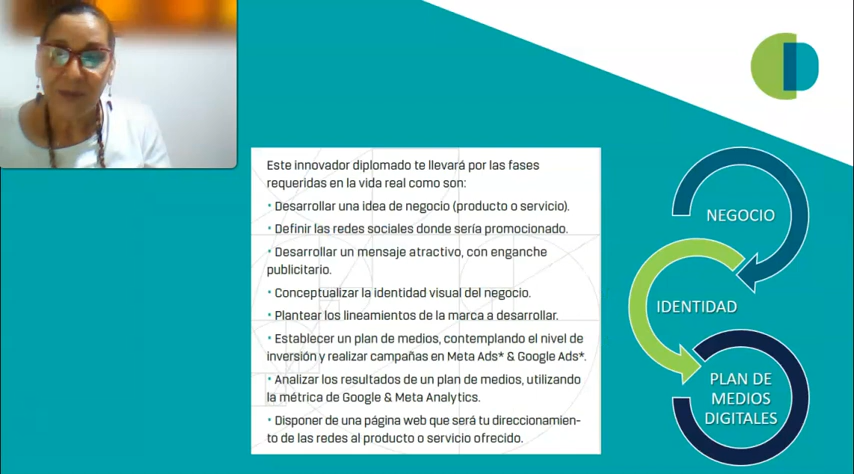 Este innovador diplomado te llevará por las fases
requeridas en la vida real como son:
• Desarrollar una idea de negocio (producto o servicio).
• Definir las redes sociales donde sería promocionado.
• Desarrollar un mensaje atractivo, con enganche
publicitario.
• Conceptualizar la identidad visual del negocio.
• Plantear los lineamientos de la marca a desarrollar.
• Establecer un plan de medios, contemplando el nivel de
inversión y realizar campañas en Meta Ads* & Google Ads*.
• Analizar los resultados de un plan de medios, utilizando
la métrica de Google & Meta Analytics.
• Disponer de una página web que será tu direccionamien-
to de las redes al producto o servicio ofrecido.
NEGOCIO
IDENTIDAD
PLAN DE
MEDIOS
DIGITALES